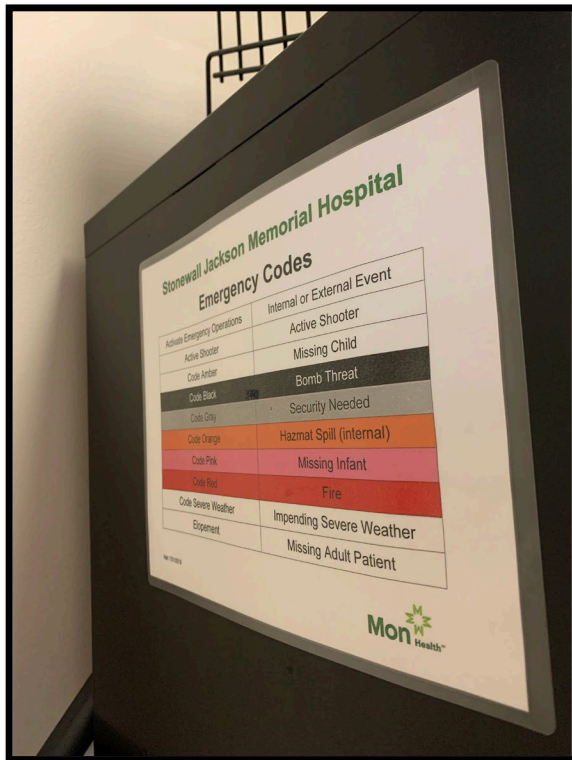 Stonewall Jackson Memorial Hospital
Emergency Codes
Activate Emergency Operations Internal or External Event
Active Shooter Active Shooter
Code Amber Missing Child
Code Black Bomb Threat
Code Gray Security Needed
Code Orange Hazmat Spill (internal)
Code Pink Missing Infant
Code Red Fire
Code Severe Weather Impending Severe Weather
Elopement Missing Adult Patient
Mon Health™